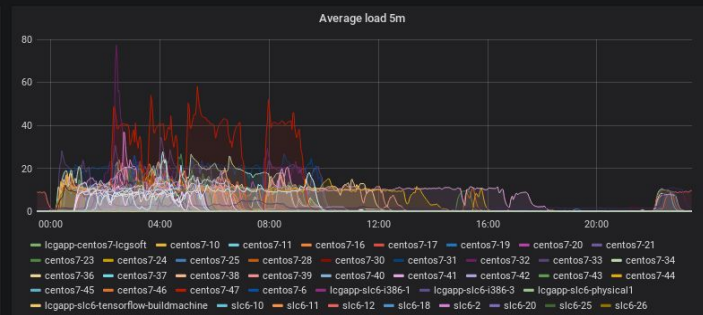 Average load 5m
80
60
40
20
0
00:00 04:00 08:00 12:00 16:00 20:00
lcgapp-centos7-lcgsoft centos7-10 centos7-11 centos7-16 centos7-17 centos7-19 centos7-20 centos7-21
centos7-23 centos7-24 centos7-25 centos7-28 centos7-30 centos7-31 centos7-32 centos7-33 centos7-34
centos7-36 centos7-37 centos7-38 centos7-39 centos7-40 centos7-41 centos7-42 centos7-43 centos7-44
centos7-45 centos7-46 centos7-47 centos7-6 lcgapp-slc6-i386-1 lcgapp-slc6-i386-3 lcgapp-slc6-physical1
lcgapp-slc6-tensorflow-buildmachine slc6-10 slc6-11 slc6-12 slc6-18 slc6-2 slc6-20 slc6-25 slc6-26